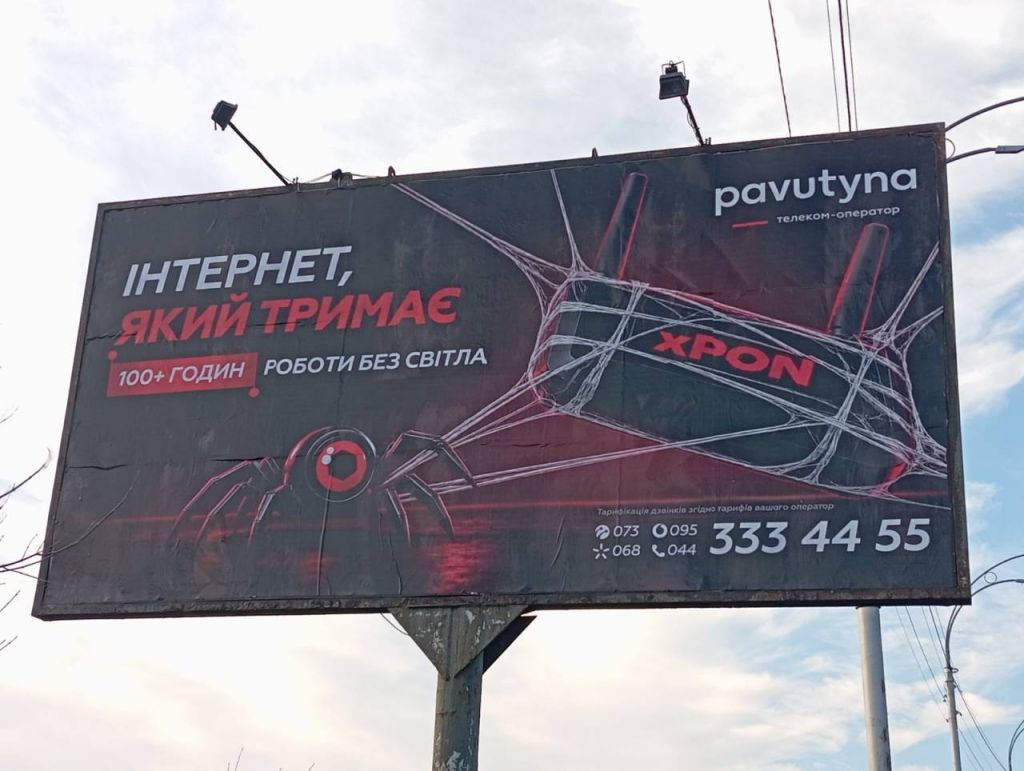 pavutyna
телеком-оператор
ІНТЕРНЕТ,
ЯКИЙ ТРИМАЄ
100+ ГОДИН РОБОТИ БЕЗ СВІТЛА
xPON
Тарифікація дзвінків згідно тарифів вашого оператор
073 095
068 044
333 44 55